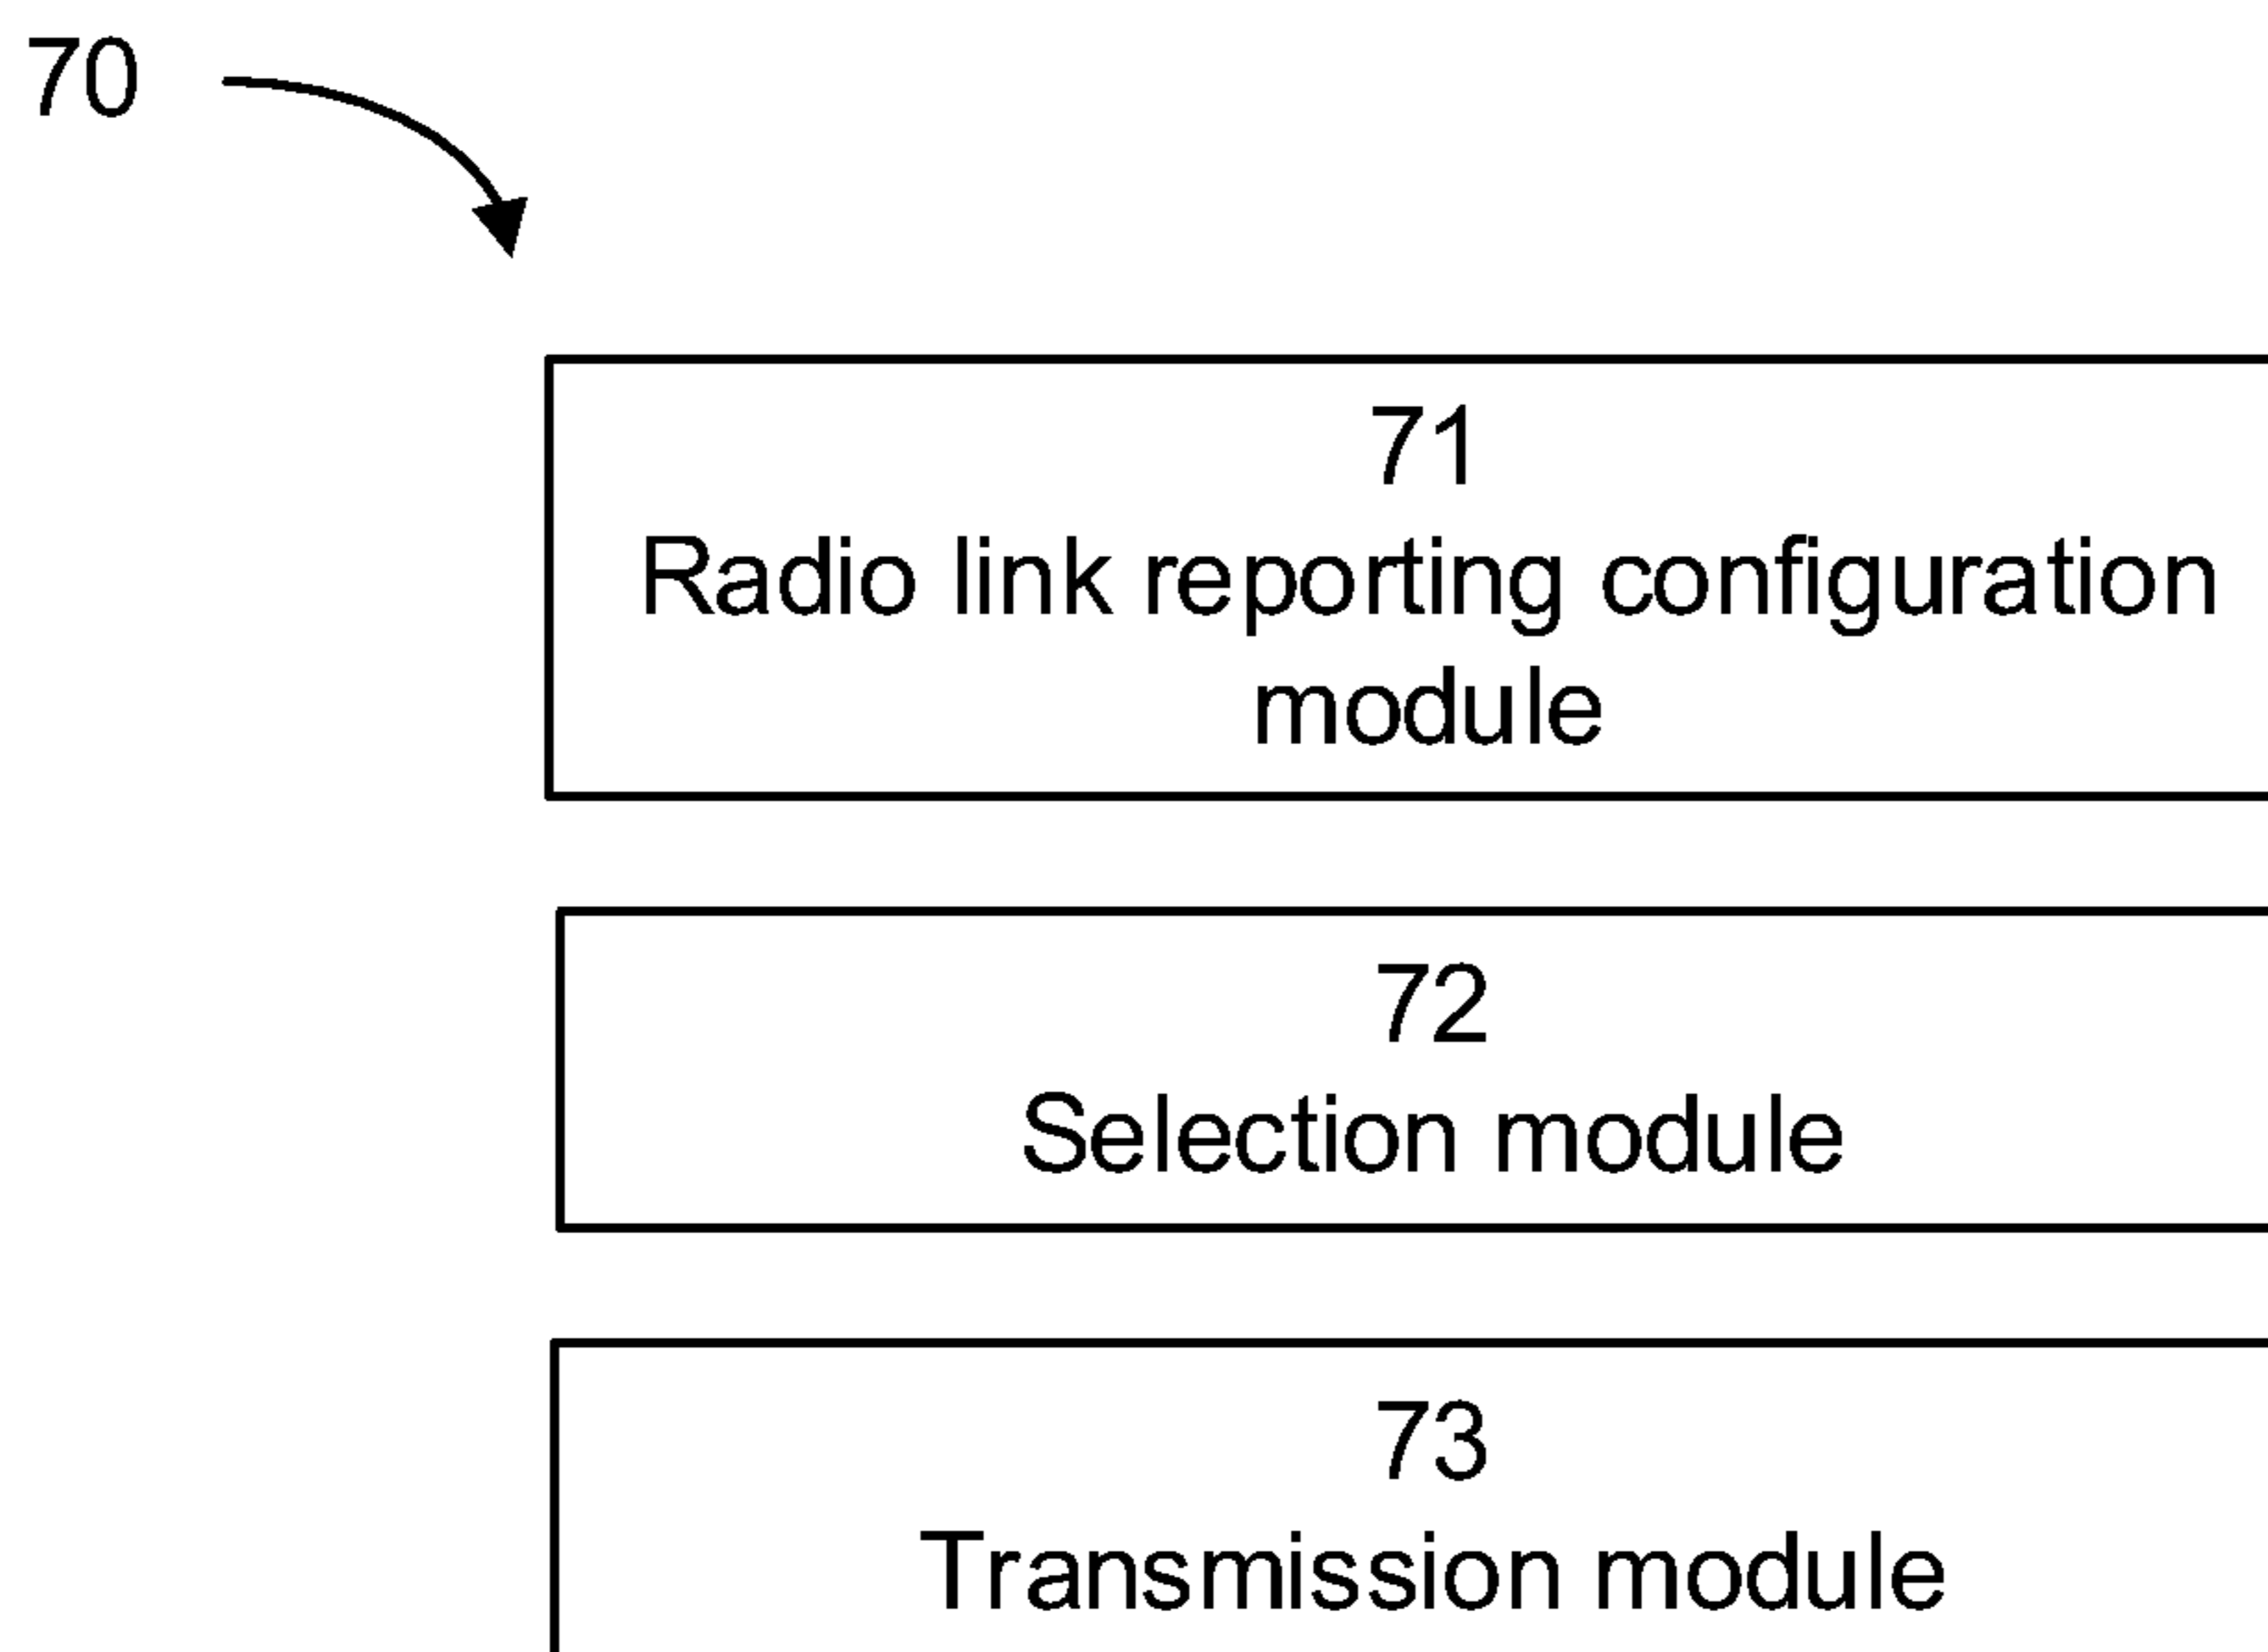 70
71
Radio link reporting configuration
module
72
Selection module
73
Transmission module